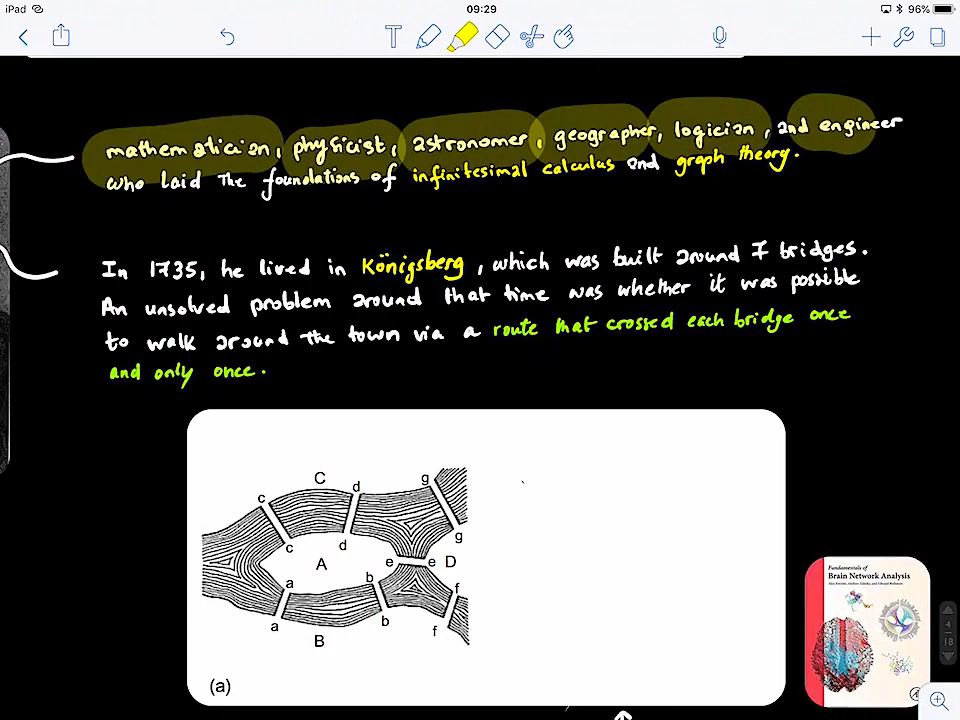 iPad
09:29
96%
T
mathematician, physicist, astronomer, geographer, logician, and engineer
who laid the foundations of infinitesimal calculus and graph theory.
In 1735, he lived in Königsberg, which was built around 7 bridges.
An unsolved problem around that time was whether it was possible
to walk around the town via a route that crossed each bridge once
and only once.
C
c d g
c d g
A e e D
a b f
a b f
B
(a)
Fundamentals of
Brain Network Analysis
4
18